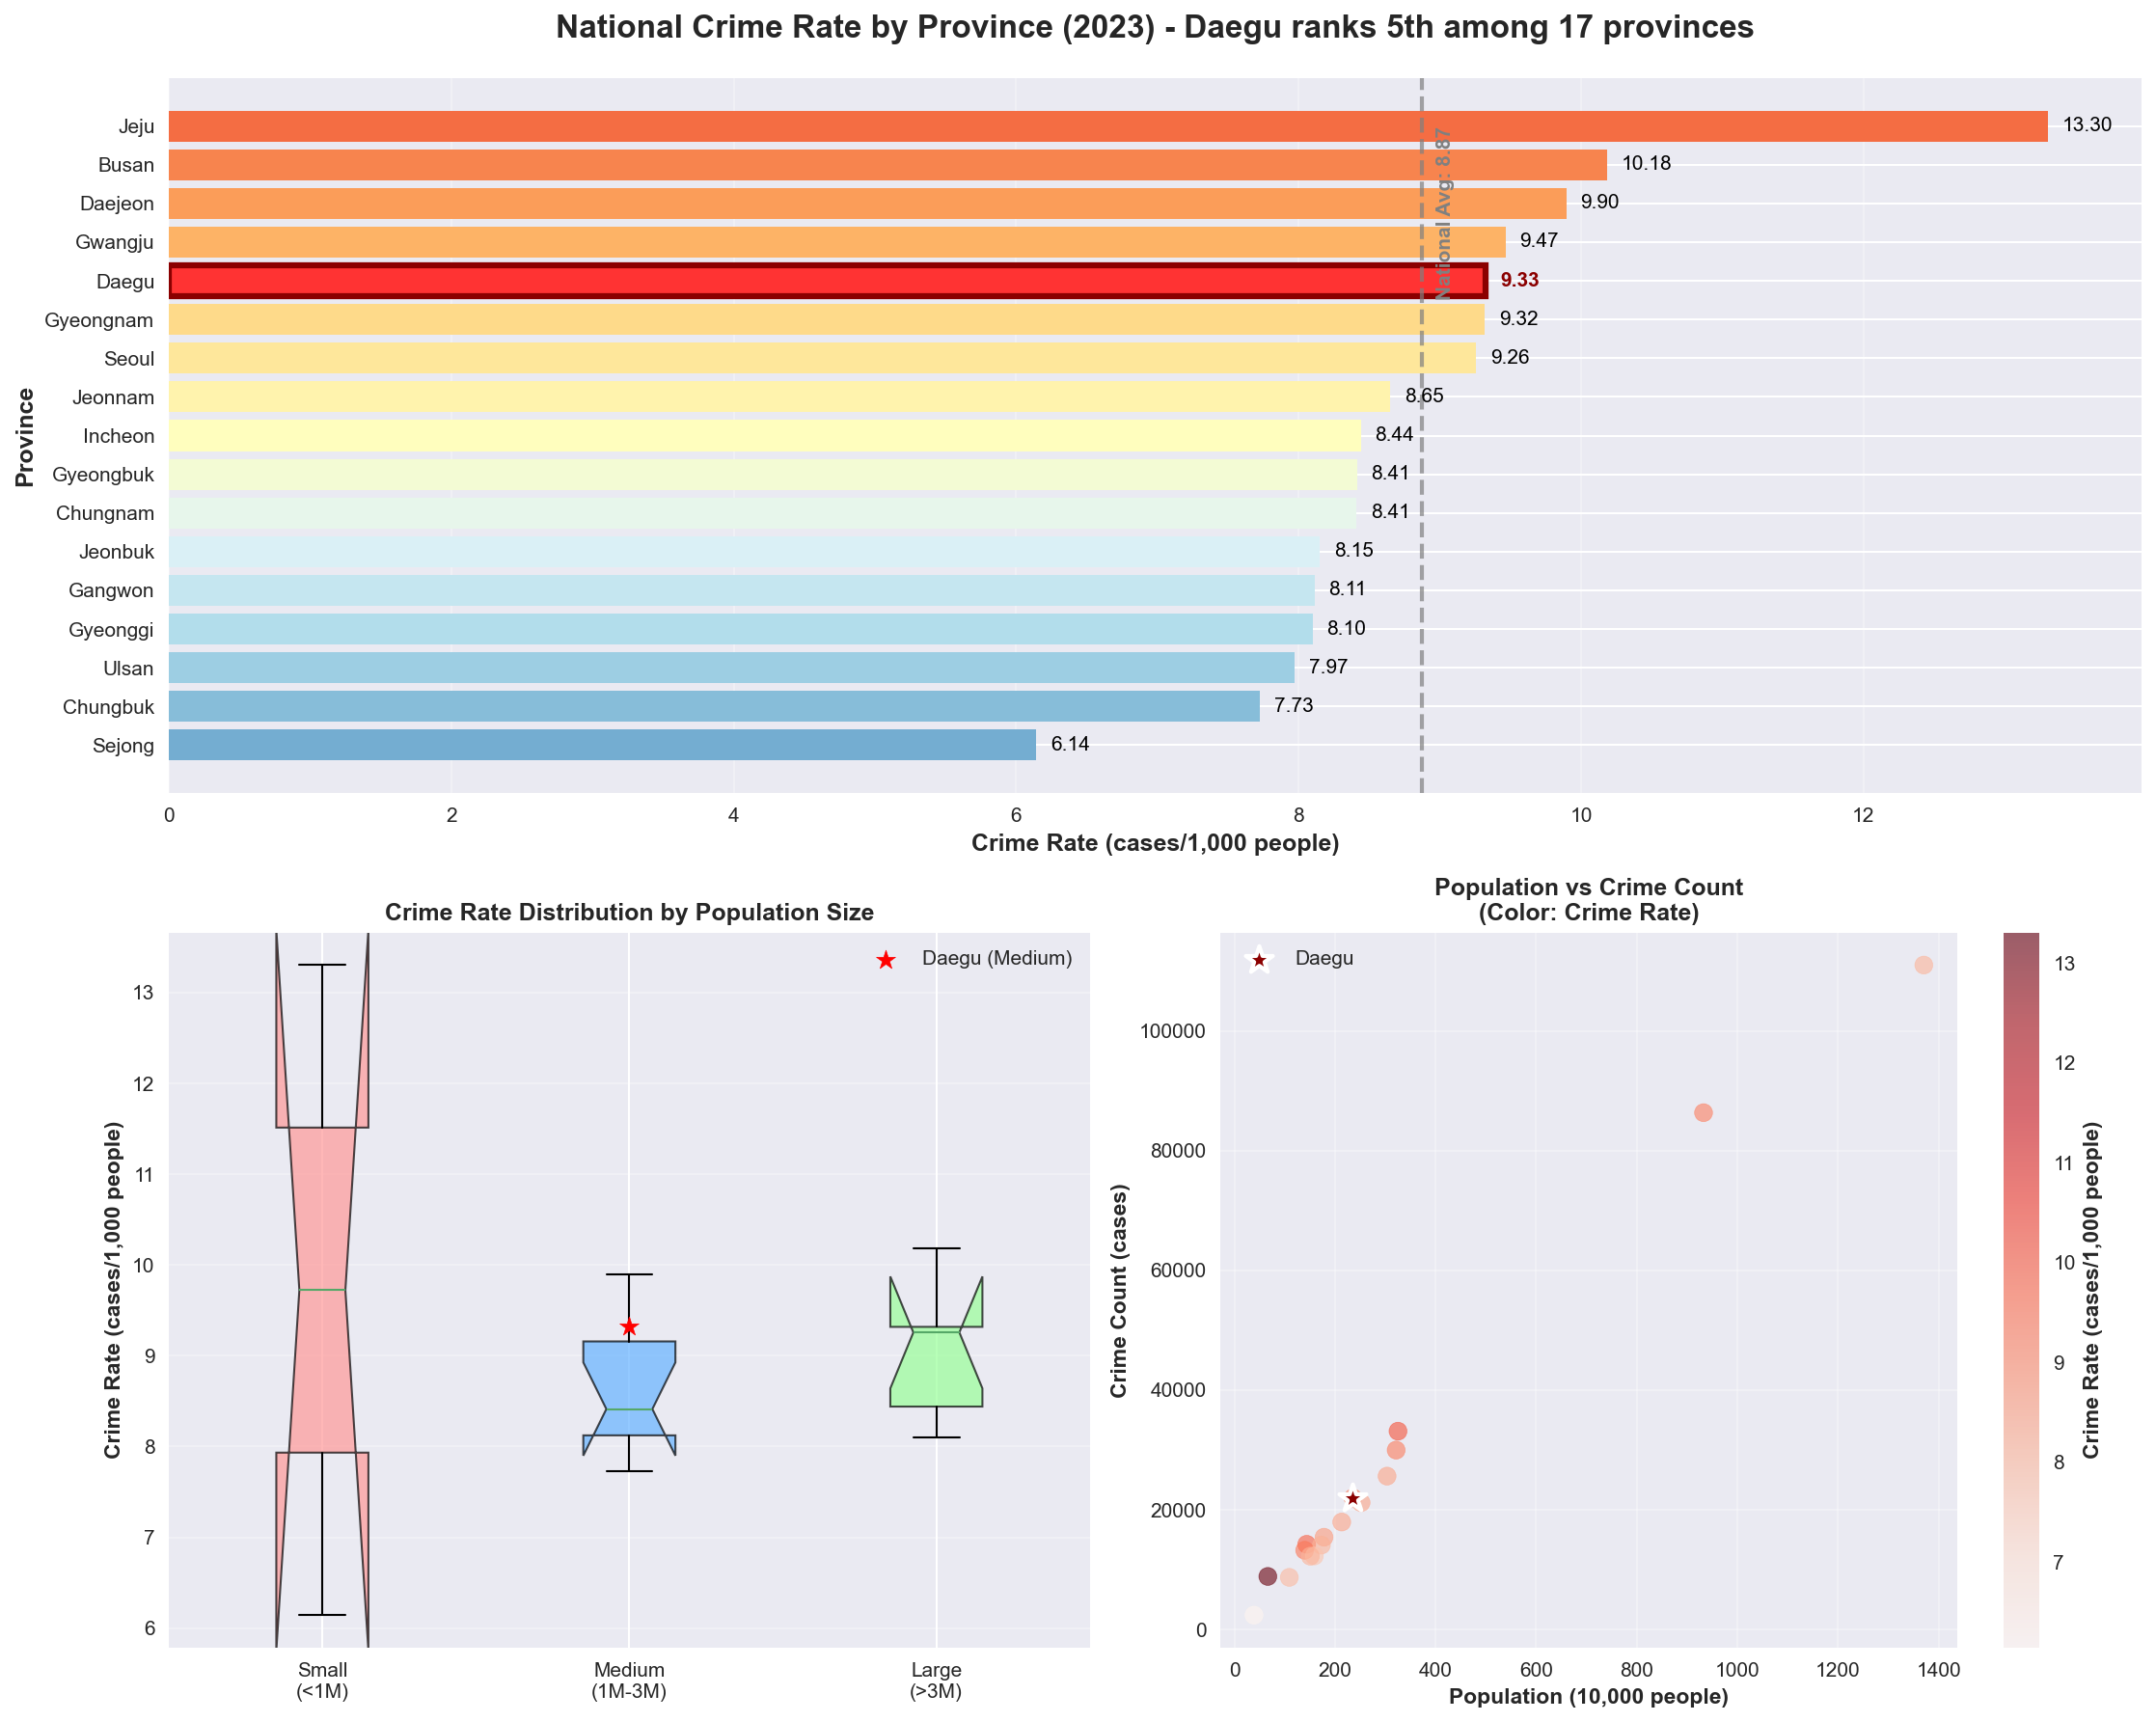 National Crime Rate by Province (2023) - Daegu ranks 5th among 17 provinces
Province
Jeju
13.30
Busan
10.18
Daejeon
9.90
Gwangju
9.47
Daegu
9.33
Gyeongnam
9.32
Seoul
9.26
Jeonnam
8.65
Incheon
8.44
Gyeongbuk
8.41
Chungnam
8.41
Jeonbuk
8.15
Gangwon
8.11
Gyeonggi
8.10
Ulsan
7.97
Chungbuk
7.73
Sejong
6.14
National Avg: 8.87
0 2 4 6 8 10 12
Crime Rate (cases/1,000 people)
Crime Rate Distribution by Population Size
Daegu (Medium)
Crime Rate (cases/1,000 people)
13
12
11
10
9
8
7
6
Small
(<1M)
Medium
(1M-3M)
Large
(>3M)
Population vs Crime Count
(Color: Crime Rate)
Daegu
Crime Count (cases)
100000
80000
60000
40000
20000
0
0 200 400 600 800 1000 1200 1400
Population (10,000 people)
13
12
11
10
9
8
7
Crime Rate (cases/1,000 people)